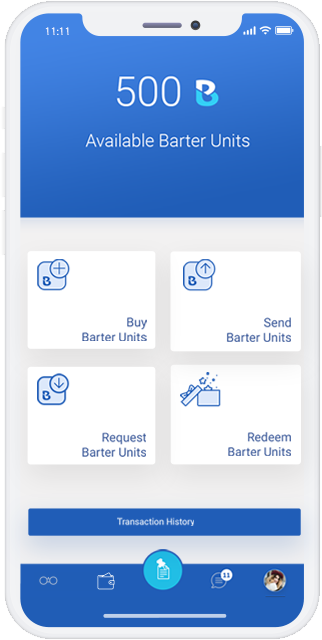 11:11
500 B
Available Barter Units
B
Buy
Barter Units
B
Send
Barter Units
B
Request
Barter Units
Redeem
Barter Units
Transaction History
11